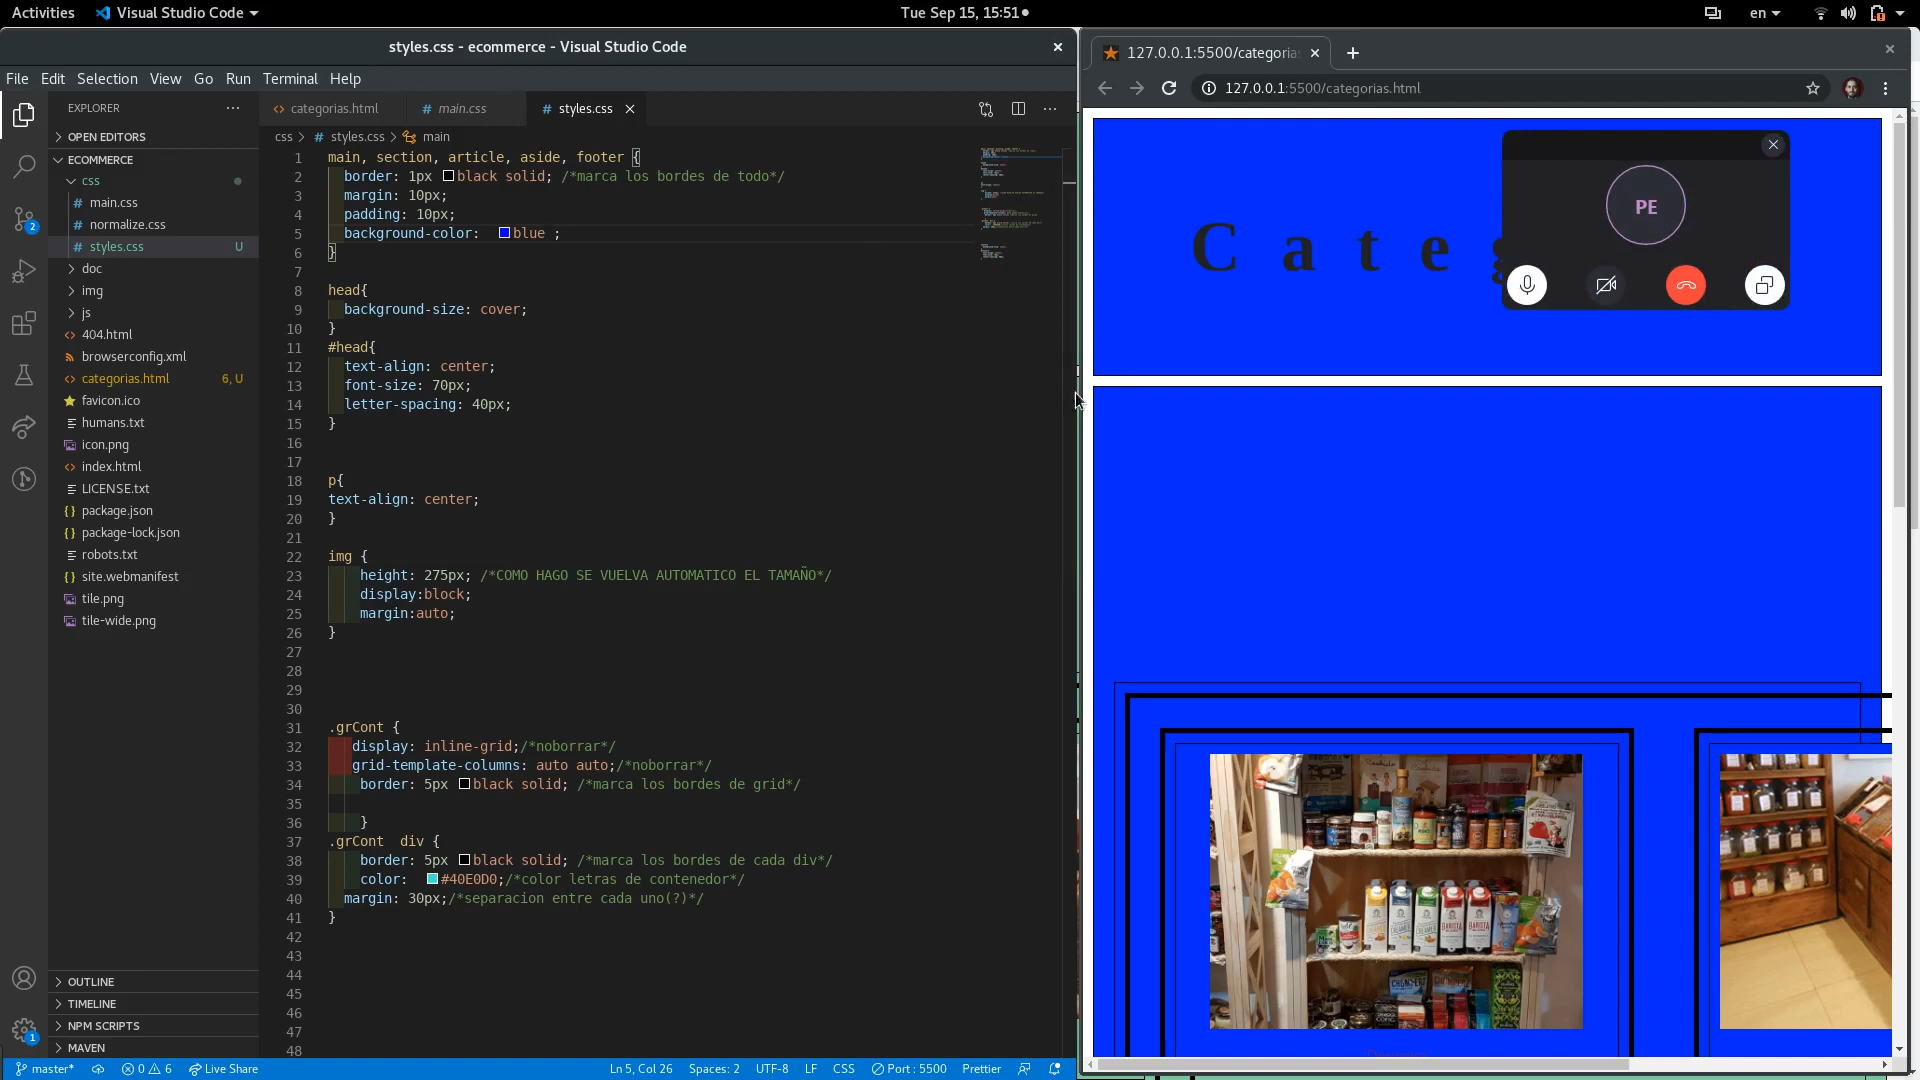 Activities Visual Studio Code Tue Sep 15, 15:51 en
styles.css - ecommerce - Visual Studio Code
File Edit Selection View Go Run Terminal Help
EXPLORER
OPEN EDITORS
ECOMMERCE
css
main.css
normalize.css
styles.css U
doc
img
js
404.html
browserconfig.xml
categorias.html 6, U
favicon.ico
humans.txt
icon.png
index.html
LICENSE.txt
package.json
package-lock.json
robots.txt
site.webmanifest
tile.png
tile-wide.png
OUTLINE
TIMELINE
NPM SCRIPTS
MAVEN
2
1
categorias.html main.css styles.css
css > styles.css > main
1 main, section, article, aside, footer {
2 border: 1px black solid; /*marca los bordes de todo*/
3 margin: 10px;
4 padding: 10px;
5 background-color: blue ;
6 }
7
8 head{
9 background-size: cover;
10 }
11 #head{
12 text-align: center;
13 font-size: 70px;
14 letter-spacing: 40px;
15 }
16
17
18 p{
19 text-align: center;
20 }
21
22 img {
23 height: 275px; /*COMO HAGO SE VUELVA AUTOMATICO EL TAMAÑO*/
24 display:block;
25 margin:auto;
26 }
27
28
29
30
31 .grCont {
32 display: inline-grid;/*noborrar*/
33 grid-template-columns: auto auto;/*noborrar*/
34 border: 5px black solid; /*marca los bordes de grid*/
35
36 }
37 .grCont div {
38 border: 5px black solid; /*marca los bordes de cada div*/
39 color: #40E0D0;/*color letras de contenedor*/
40 margin: 30px;/*separacion entre cada uno(?)*/
41 }
42
43
44
45
46
47
48
master* 0 6 Live Share Ln 5, Col 26 Spaces: 2 UTF-8 LF CSS Port : 5500 Prettier
127.0.0.1:5500/categoria
127.0.0.1:5500/categorias.html
Categ
PE
BARISTA BARISTA